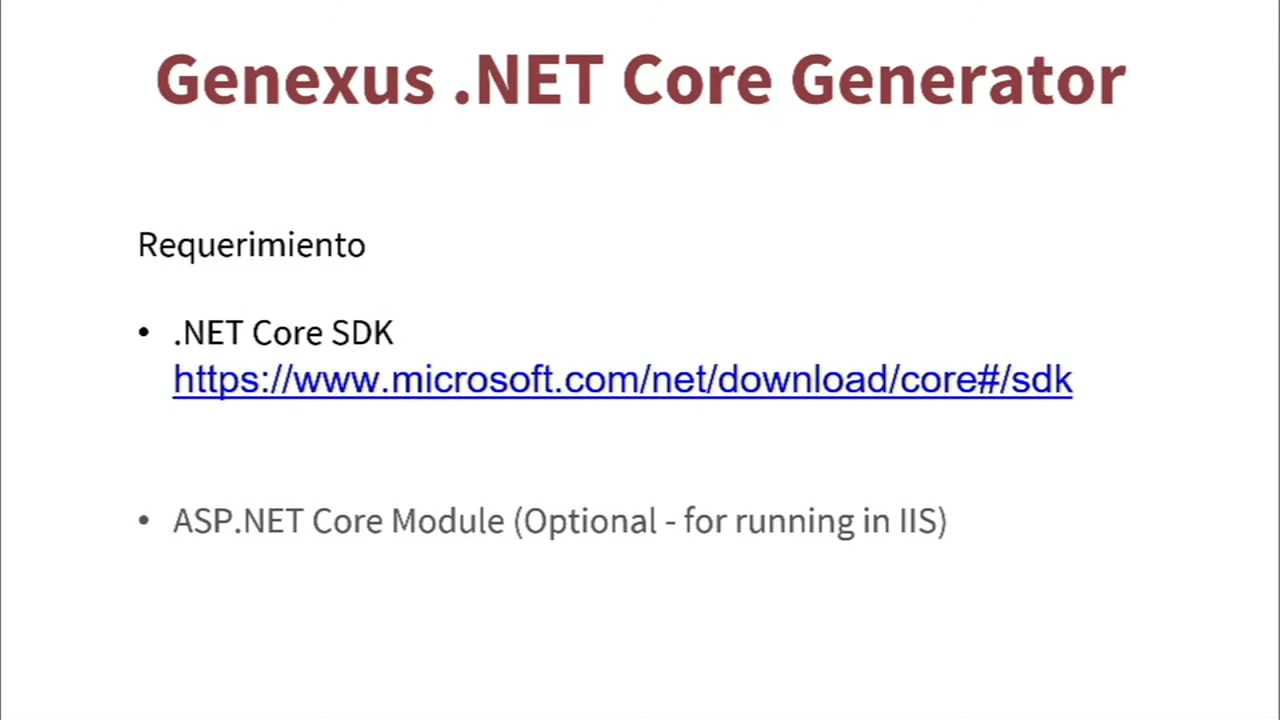 Genexus .NET Core Generator
Requerimiento
• .NET Core SDK
https://www.microsoft.com/net/download/core#/sdk
• ASP.NET Core Module (Optional - for running in IIS)